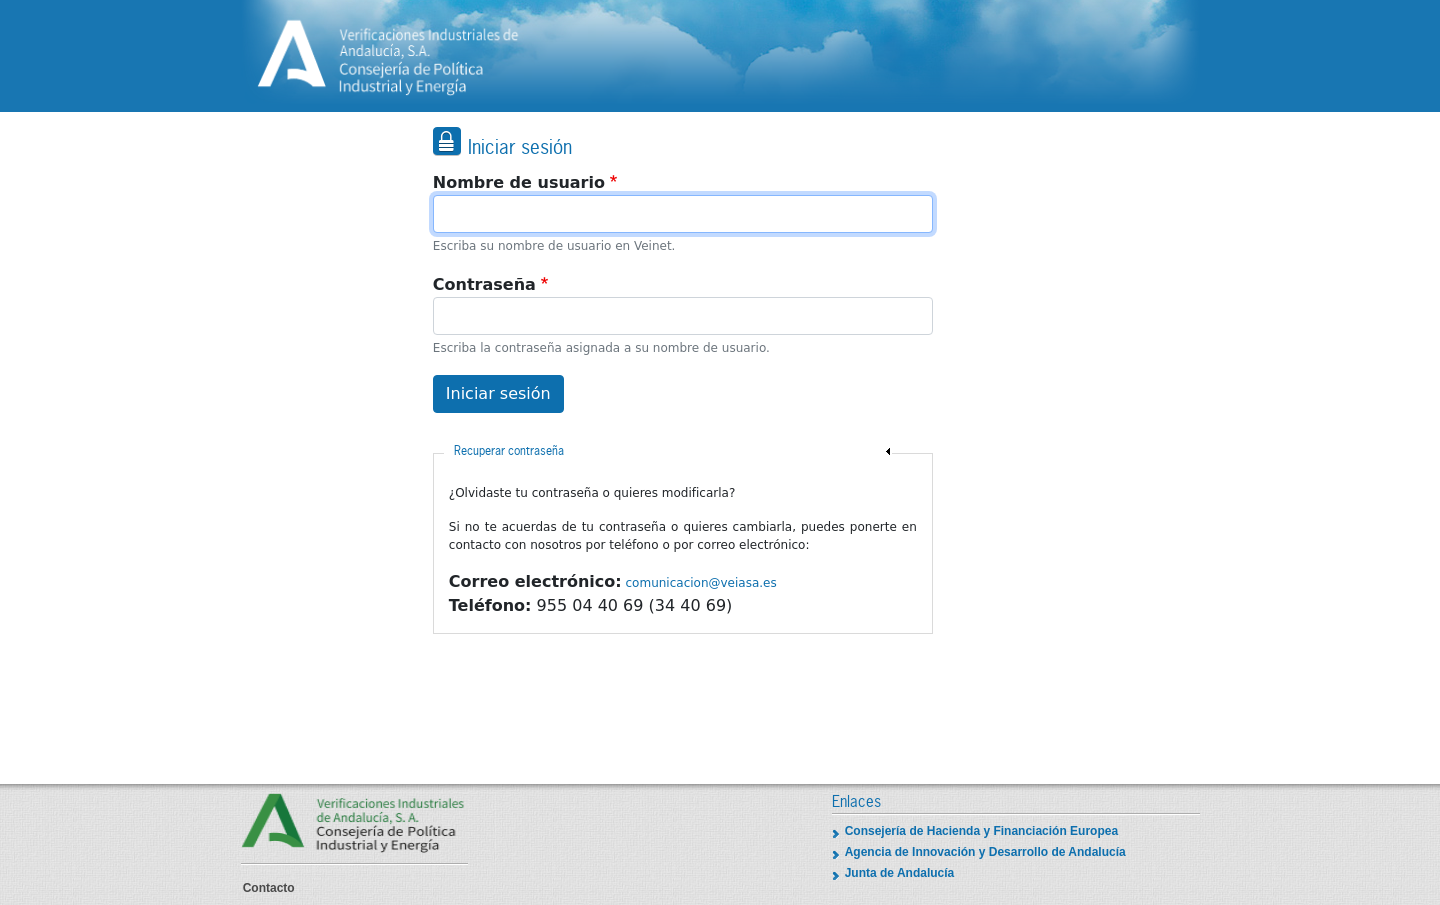 Verificaciones Industriales de
Andalucía, S.A.
Consejería de Política
Industrial y Energía
Iniciar sesión
Nombre de usuario *
Escriba su nombre de usuario en Veinet.
Contraseña *
Escriba la contraseña asignada a su nombre de usuario.
Iniciar sesión
Recuperar contraseña
¿Olvidaste tu contraseña o quieres modificarla?
Si no te acuerdas de tu contraseña o quieres cambiarla, puedes ponerte en
contacto con nosotros por teléfono o por correo electrónico:
Correo electrónico: comunicacion@veiasa.es
Teléfono: 955 04 40 69 (34 40 69)
Verificaciones Industriales
de Andalucía, S. A.
Consejería de Política
Industrial y Energía
Contacto
Enlaces
Consejería de Hacienda y Financiación Europea
Agencia de Innovación y Desarrollo de Andalucía
Junta de Andalucía